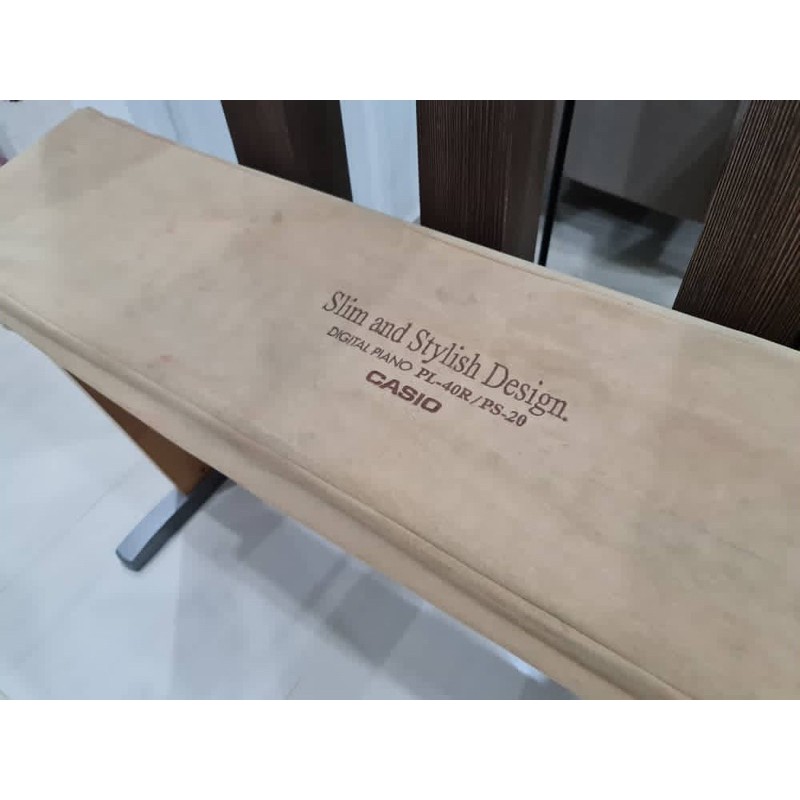 Slim and Stylish Design.
DIGITAL PIANO PL-40R/PS-20
CASIO